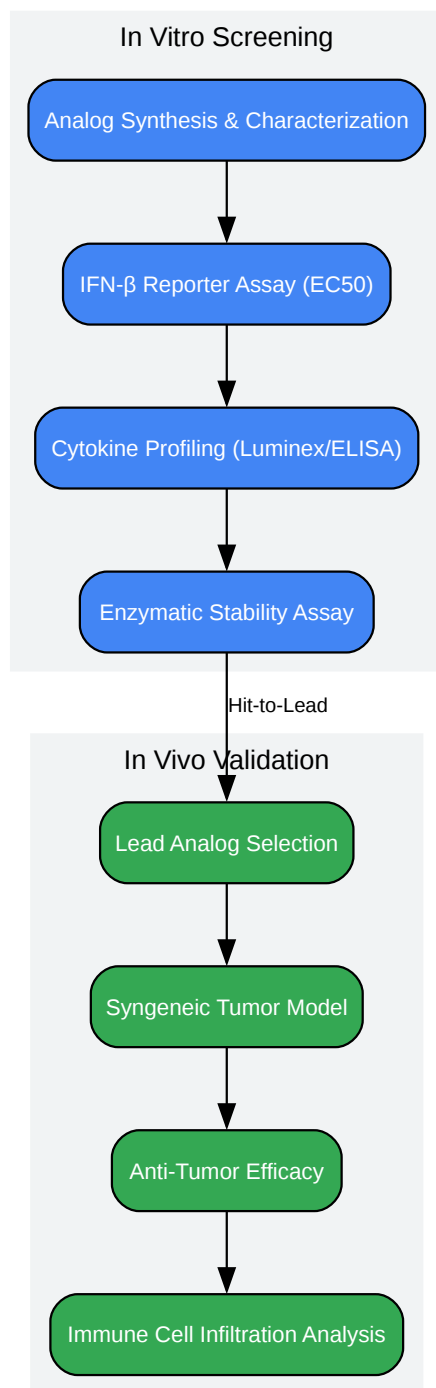 In Vitro Screening
Analog Synthesis & Characterization
IFN-β Reporter Assay (EC50)
Cytokine Profiling (Luminex/ELISA)
Enzymatic Stability Assay
Hit-to-Lead
In Vivo Validation
Lead Analog Selection
Syngeneic Tumor Model
Anti-Tumor Efficacy
Immune Cell Infiltration Analysis